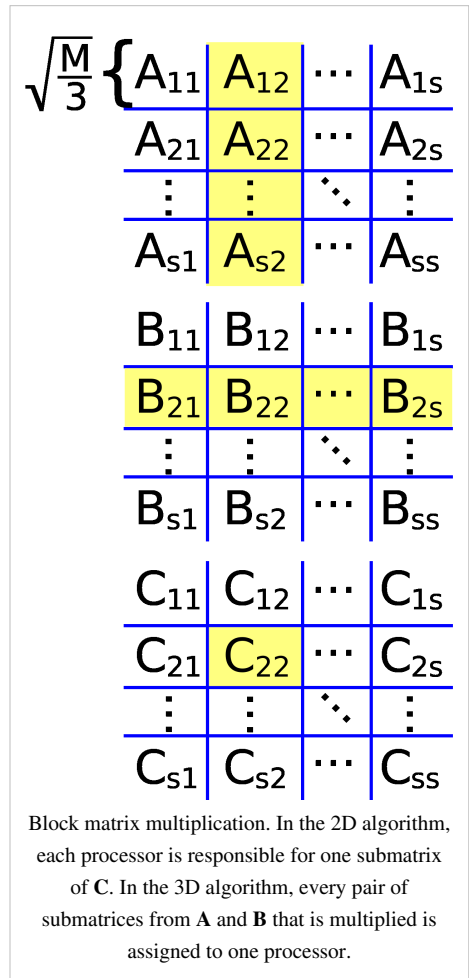 √(M/3) { A₁₁ A₁₂ ⋯ A₁ₛ
A₂₁ A₂₂ ⋯ A₂ₛ
⋮ ⋮ ⋱ ⋮
Aₛ₁ Aₛ₂ ⋯ Aₛₛ
B₁₁ B₁₂ ⋯ B₁ₛ
B₂₁ B₂₂ ⋯ B₂ₛ
⋮ ⋮ ⋱ ⋮
Bₛ₁ Bₛ₂ ⋯ Bₛₛ
C₁₁ C₁₂ ⋯ C₁ₛ
C₂₁ C₂₂ ⋯ C₂ₛ
⋮ ⋮ ⋱ ⋮
Cₛ₁ Cₛ₂ ⋯ Cₛₛ
Block matrix multiplication. In the 2D algorithm,
each processor is responsible for one submatrix
of C. In the 3D algorithm, every pair of
submatrices from A and B that is multiplied is
assigned to one processor.